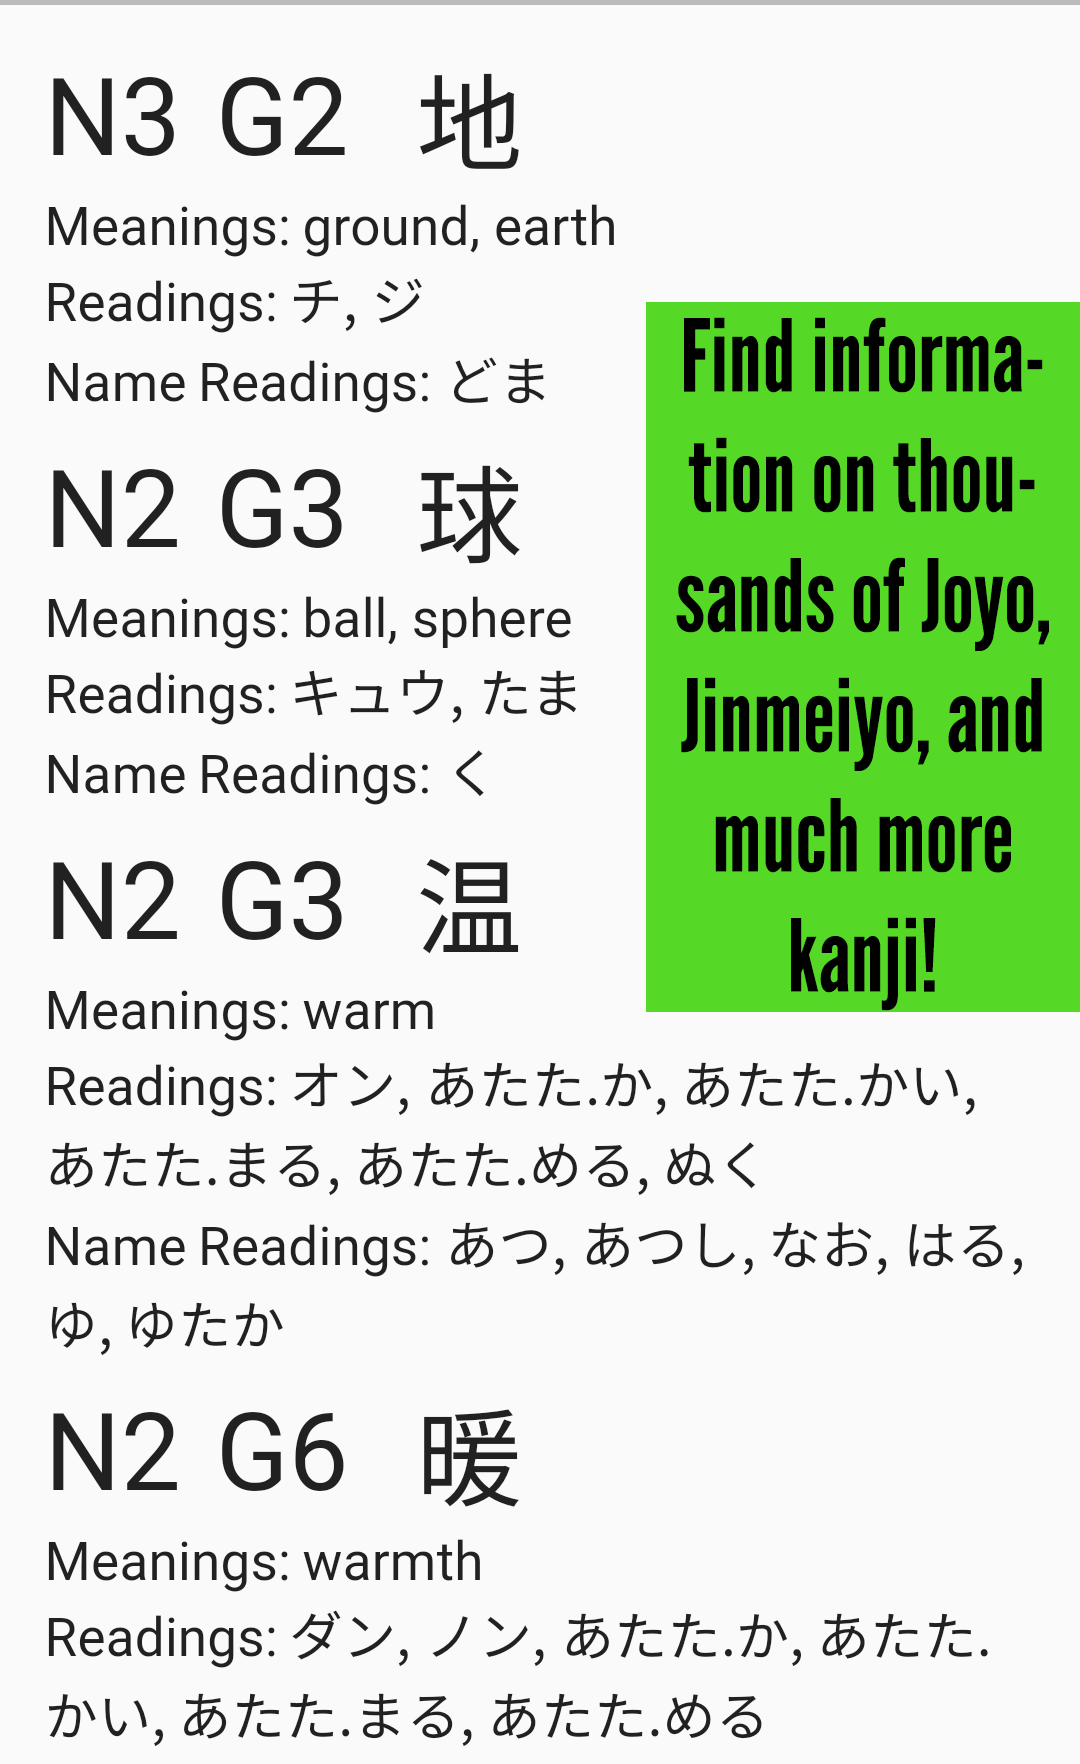 N3 G2 地
Meanings: ground, earth
Readings: チ, ジ
Name Readings: どま
N2 G3 球
Meanings: ball, sphere
Readings: キュウ, たま
Name Readings: く
N2 G3 温
Meanings: warm
Readings: オン, あたた.か, あたた.かい,
あたた.まる, あたた.める, ぬく
Name Readings: あつ, あつし, なお, はる,
ゆ, ゆたか
N2 G6 暖
Meanings: warmth
Readings: ダン, ノン, あたた.か, あたた.
かい, あたた.まる, あたた.める
Find informa-
tion on thou-
sands of Joyo,
Jinmeiyo, and
much more
kanji!